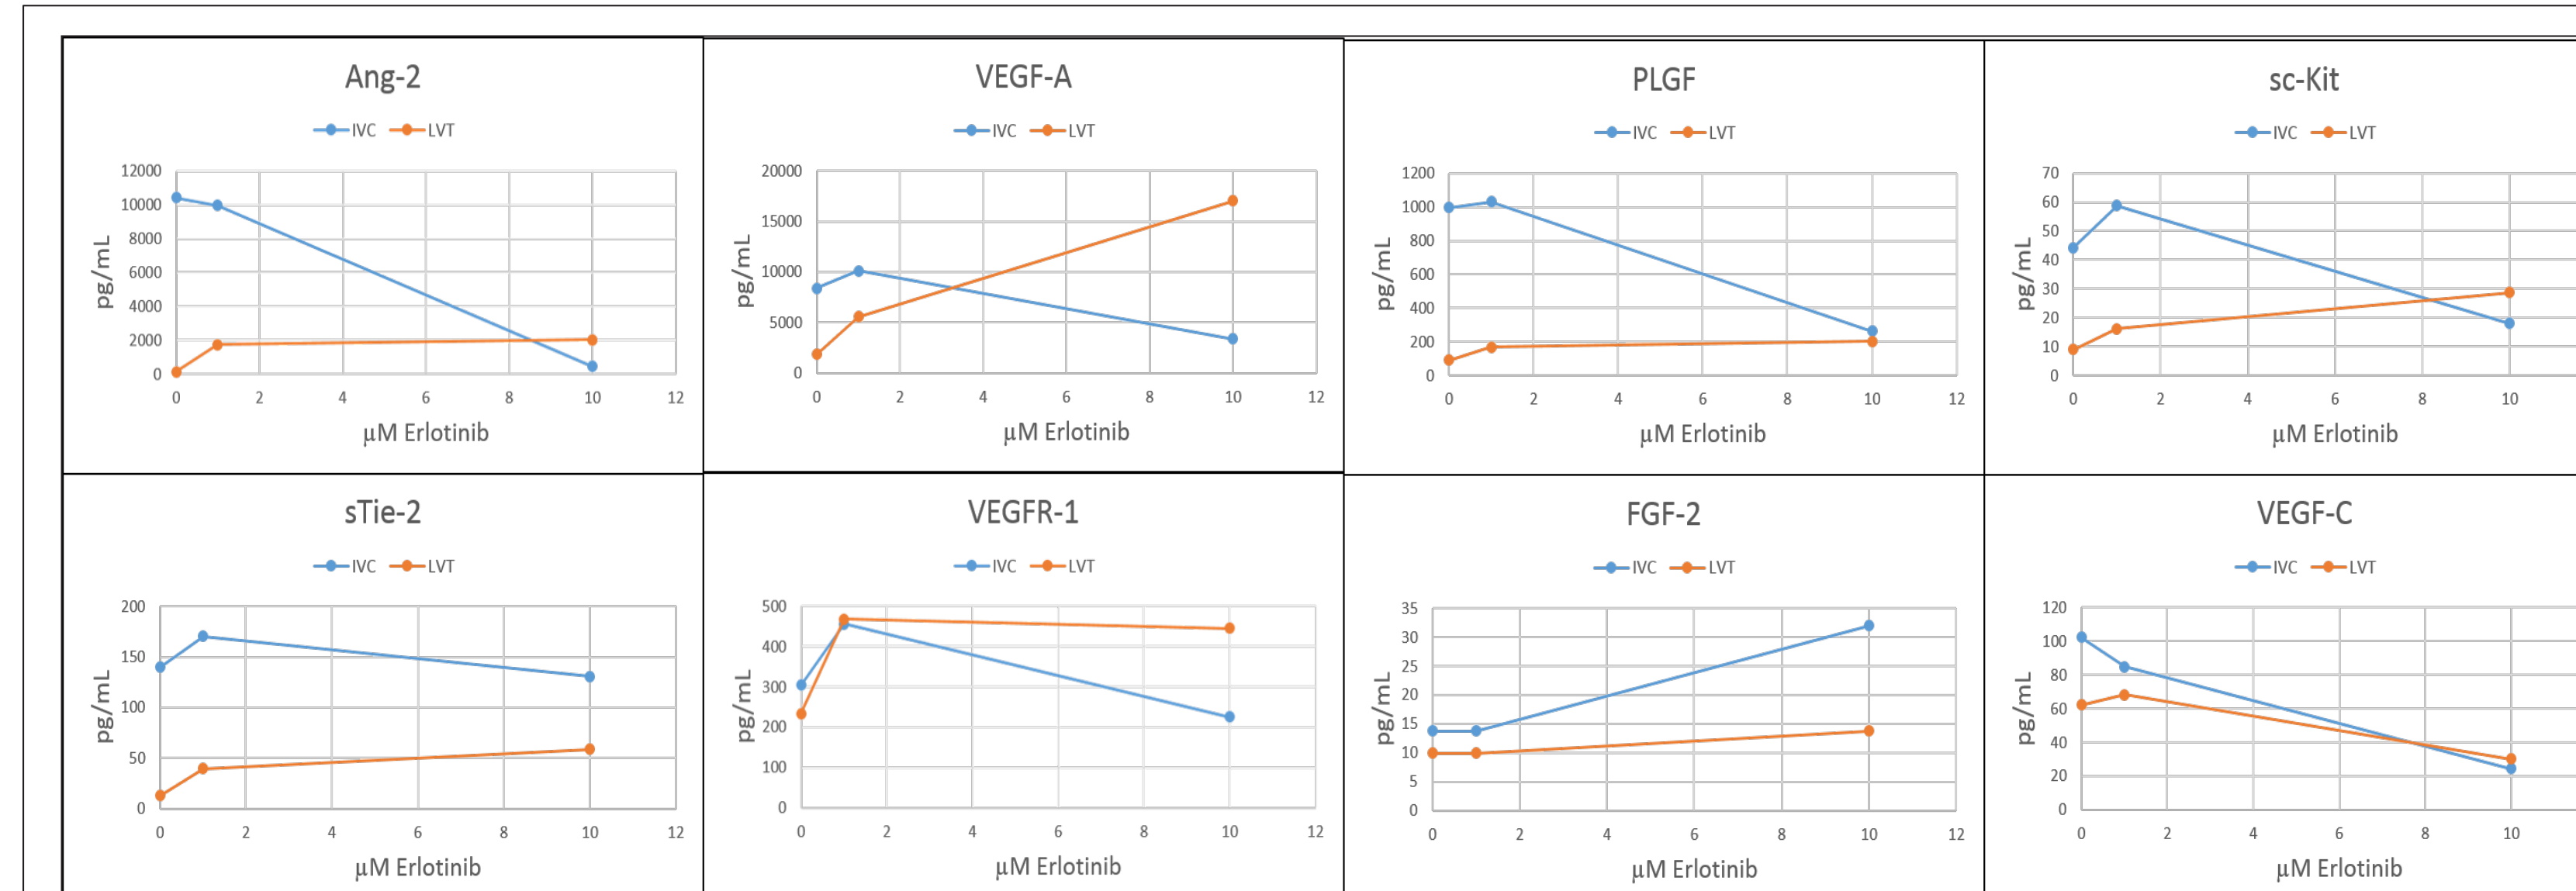 Ang-2
IVC LVT
12000
10000
8000
6000
4000
2000
0
pg/mL
0 2 4 6 8 10 12
µM Erlotinib
VEGF-A
IVC LVT
20000
15000
10000
5000
0
pg/mL
0 2 4 6 8 10 12
µM Erlotinib
PLGF
IVC LVT
1200
1000
800
600
400
200
0
pg/mL
0 2 4 6 8 10 12
µM Erlotinib
sc-Kit
IVC LVT
70
60
50
40
30
20
10
0
pg/mL
0 2 4 6 8 10
µM Erlotinib
sTie-2
IVC LVT
200
150
100
50
0
pg/mL
0 2 4 6 8 10 12
µM Erlotinib
VEGFR-1
IVC LVT
500
400
300
200
100
0
pg/mL
0 2 4 6 8 10 12
µM Erlotinib
FGF-2
IVC LVT
35
30
25
20
15
10
5
0
pg/mL
0 2 4 6 8 10 12
µM Erlotinib
VEGF-C
IVC LVT
120
100
80
60
40
20
0
pg/mL
0 2 4 6 8 10
µM Erlotinib